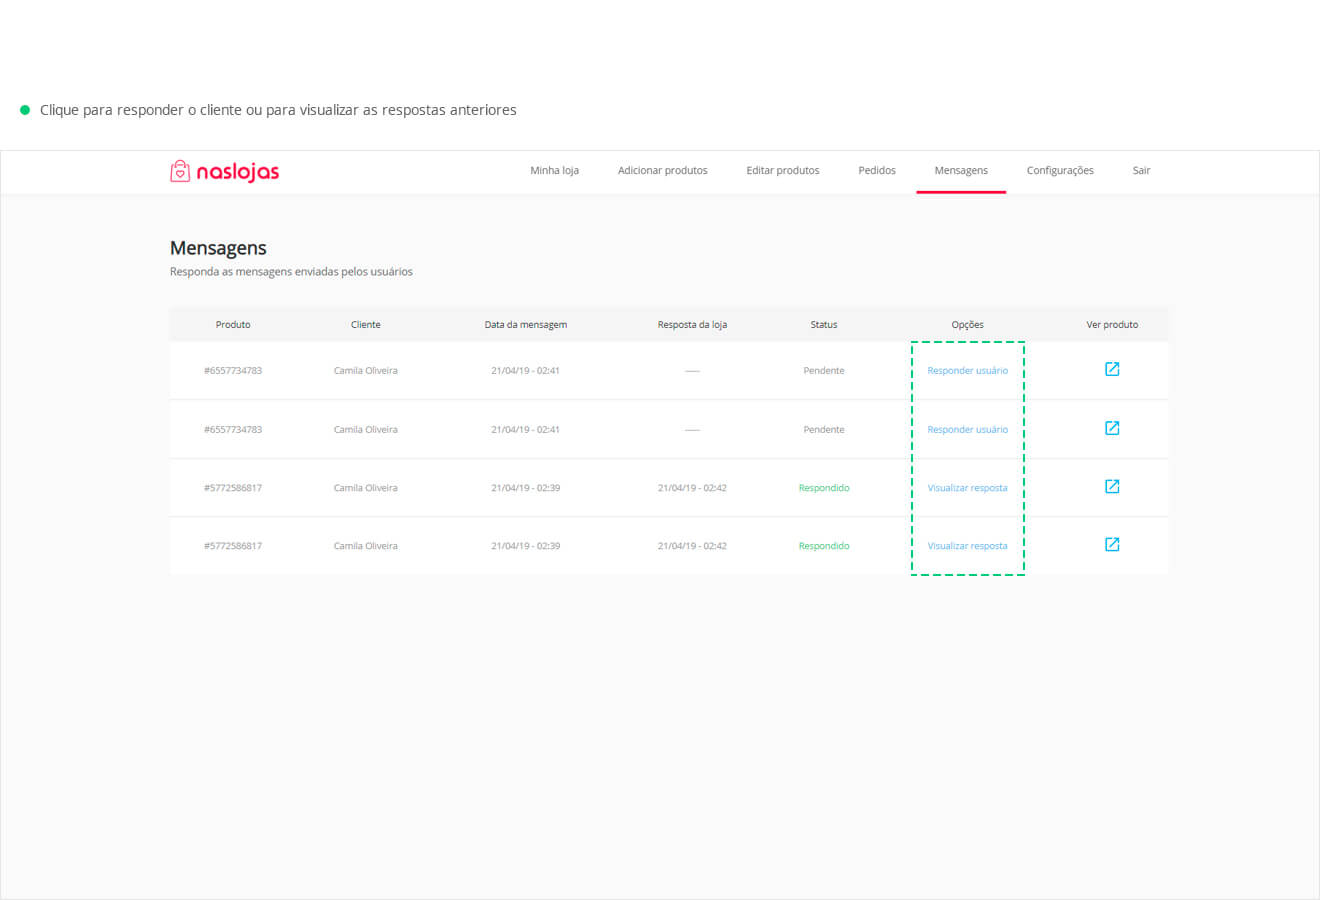 Clique para responder o cliente ou para visualizar as respostas anteriores
naslojas Minha loja Adicionar produtos Editar produtos Pedidos Mensagens Configurações Sair
Mensagens
Responda as mensagens enviadas pelos usuários
Produto Cliente Data da mensagem Resposta da loja Status Opções Ver produto
#6557734783 Camila Oliveira 21/04/19 - 02:41 ----- Pendente Responder usuário
#6557734783 Camila Oliveira 21/04/19 - 02:41 ----- Pendente Responder usuário
#5772586817 Camila Oliveira 21/04/19 - 02:39 21/04/19 - 02:42 Respondido Visualizar resposta
#5772586817 Camila Oliveira 21/04/19 - 02:39 21/04/19 - 02:42 Respondido Visualizar resposta